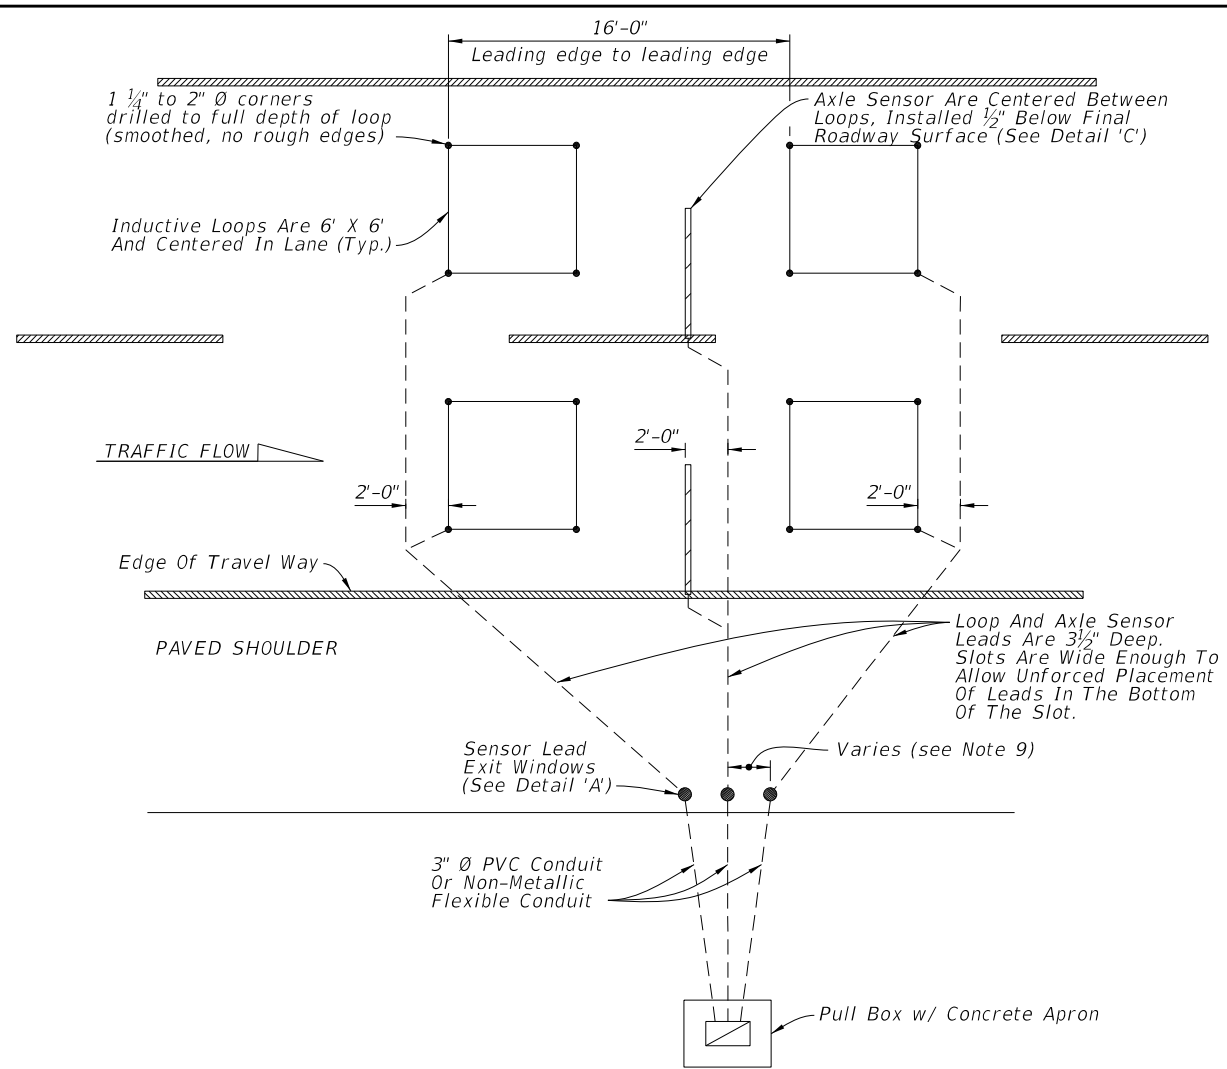 16'-0"
Leading edge to leading edge
1 ¼" to 2" Ø corners
drilled to full depth of loop
(smoothed, no rough edges)
Axle Sensor Are Centered Between
Loops, Installed ½" Below Final
Roadway Surface (See Detail 'C')
Inductive Loops Are 6' X 6'
And Centered In Lane (Typ.)
TRAFFIC FLOW
2'-0"
2'-0"
2'-0"
Edge Of Travel Way
PAVED SHOULDER
Loop And Axle Sensor
Leads Are 3½" Deep.
Slots Are Wide Enough To
Allow Unforced Placement
Of Leads In The Bottom
Of The Slot.
Sensor Lead
Exit Windows
(See Detail 'A')
Varies (see Note 9)
3" Ø PVC Conduit
Or Non-Metallic
Flexible Conduit
Pull Box w/ Concrete Apron